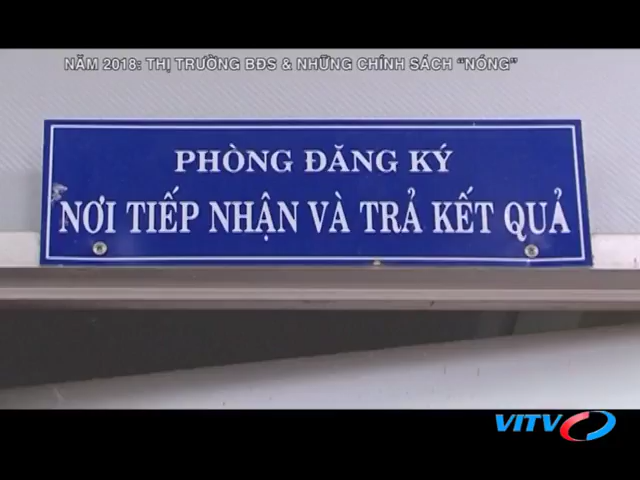 NĂM 2018: THỊ TRƯỜNG BĐS & NHỮNG CHÍNH SÁCH "NÓNG"
PHÒNG ĐĂNG KÝ
NƠI TIẾP NHẬN VÀ TRẢ KẾT QUẢ
VITV